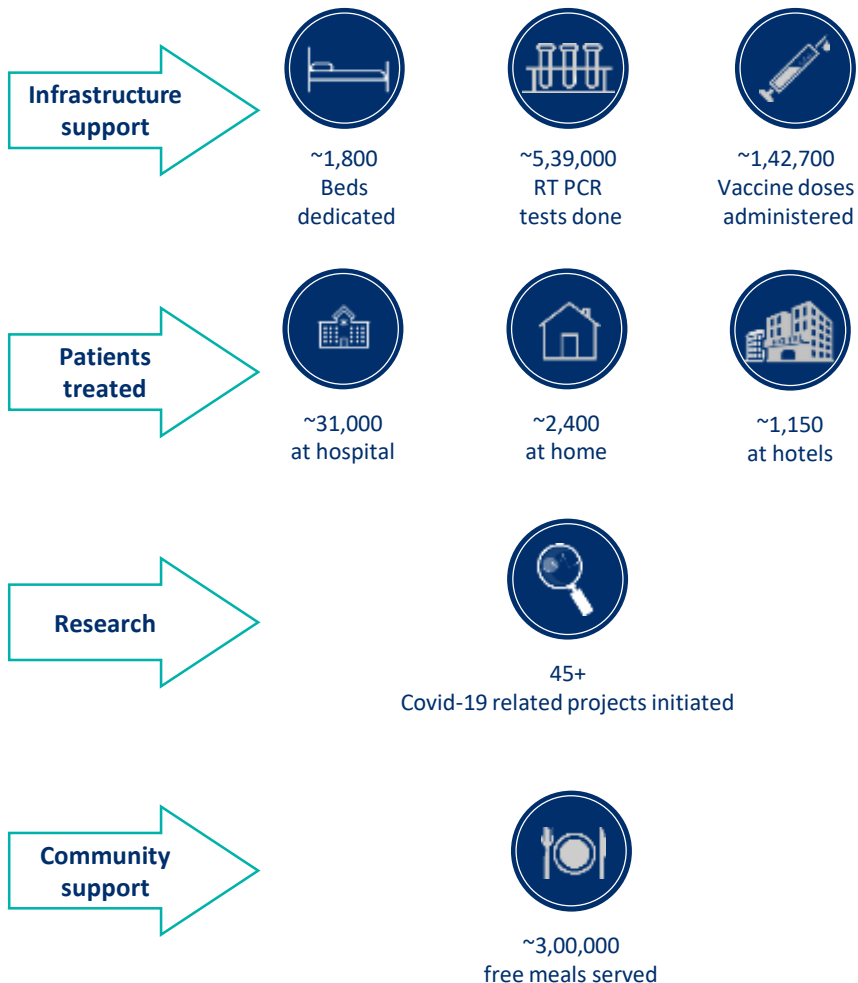 Infrastructure
support
~1,800
Beds
dedicated
~5,39,000
RT PCR
tests done
~1,42,700
Vaccine doses
administered
Patients
treated
~31,000
at hospital
~2,400
at home
~1,150
at hotels
Research
45+
Covid-19 related projects initiated
Community
support
~3,00,000
free meals served